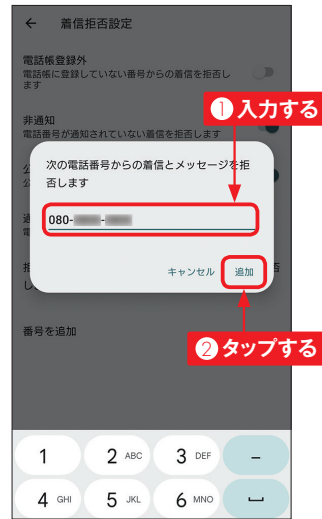 ← 着信拒否設定
電話帳登録外
電話帳に登録していない番号からの着信を拒否し
ます
① 入力する
非通知
電話番号が通知されていない着信を拒否します
次の電話番号からの着信とメッセージを拒
否します
080-
キャンセル 追加
番号を追加
② タップする
1 2 ABC 3 DEF −
4 GHI 5 JKL 6 MNO